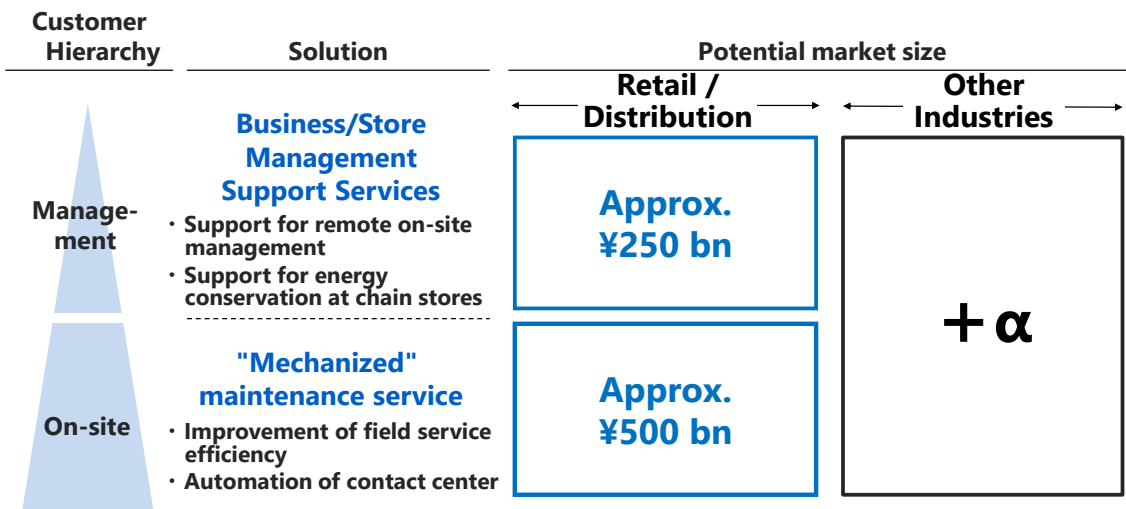 Customer
Hierarchy
Solution
Potential market size
Retail /
Distribution
Other
Industries
Manage-
ment
Business/Store
Management
Support Services
・Support for remote on-site
management
・Support for energy
conservation at chain stores
Approx.
¥250 bn
+α
On-site
"Mechanized"
maintenance service
・Improvement of field service
efficiency
・Automation of contact center
Approx.
¥500 bn